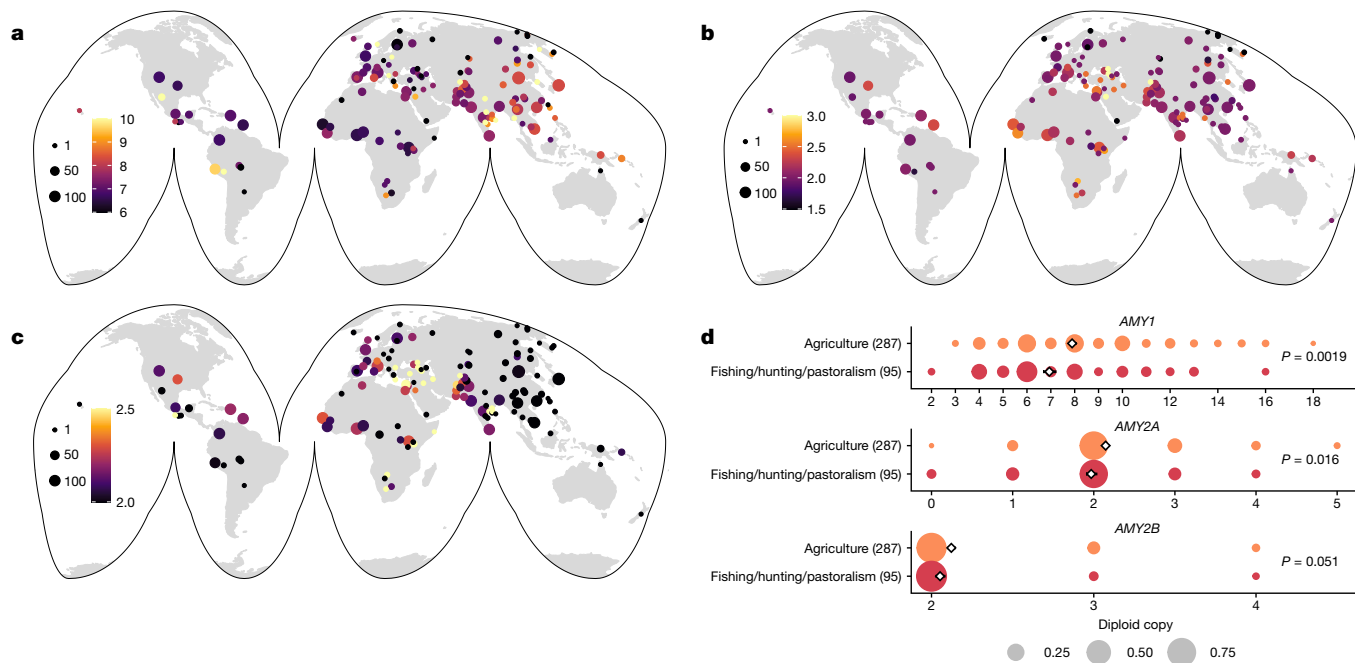 a
10
9
8
7
6
1
50
100
b
3.0
2.5
2.0
1.5
1
50
100
c
2.5
2.0
1
50
100
d
AMY1
Agriculture (287)
Fishing/hunting/pastoralism (95)
P = 0.0019
2 3 4 5 6 7 8 9 10 12 14 16 18
AMY2A
Agriculture (287)
Fishing/hunting/pastoralism (95)
P = 0.016
0 1 2 3 4 5
AMY2B
Agriculture (287)
Fishing/hunting/pastoralism (95)
P = 0.051
2 3 4
Diploid copy
0.25 0.50 0.75